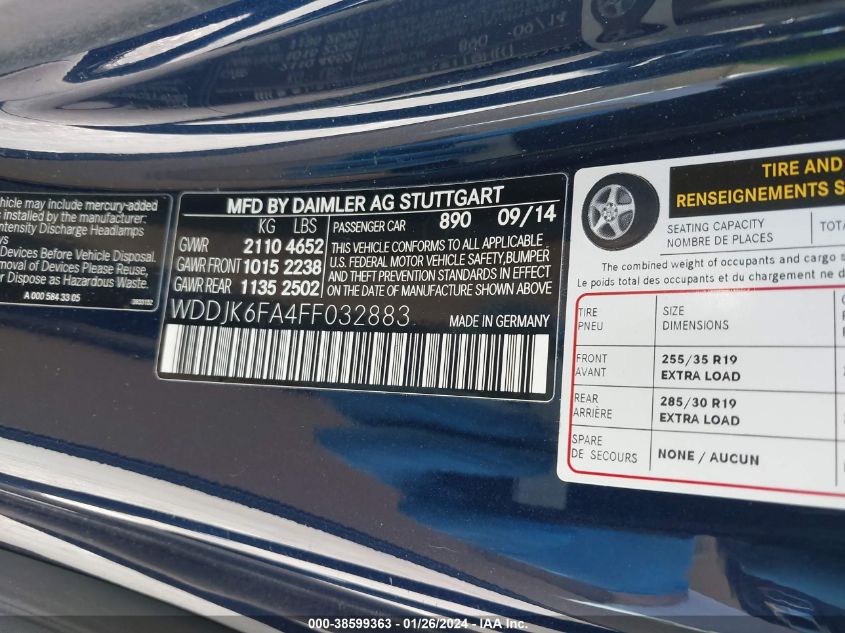 ehicle may include mercury-added
s installed by the manufacturer.
ntensity Discharge Headlamps
ys
Devices Before Vehicle Disposal.
moval of Devices Please Reuse,
r Dispose as Hazardous Waste.
A 000 584 33 05
MFD BY DAIMLER AG STUTTGART
KG LBS
GVWR 2110 4652
GAWR FRONT 1015 2238
GAWR REAR 1135 2502
PASSENGER CAR 890 09/14
THIS VEHICLE CONFORMS TO ALL APPLICABLE
U.S. FEDERAL MOTOR VEHICLE SAFETY,BUMPER
AND THEFT PREVENTION STANDARDS IN EFFECT
ON THE DATE OF MANUFACTURE SHOWN ABOVE
WDDJK6FA4FF032883
MADE IN GERMANY
TIRE AND
RENSEIGNEMENTS S
SEATING CAPACITY
NOMBRE DE PLACES
TOTA
The combined weight of occupants and cargo s
Le poids total des occupants et du chargement ne d
TIRE
PNEU
SIZE
DIMENSIONS
FRONT
AVANT
255/35 R19
EXTRA LOAD
REAR
ARRIÈRE
285/30 R19
EXTRA LOAD
SPARE
DE SECOURS
NONE / AUCUN
000-38599363 - 01/26/2024 - IAA Inc.